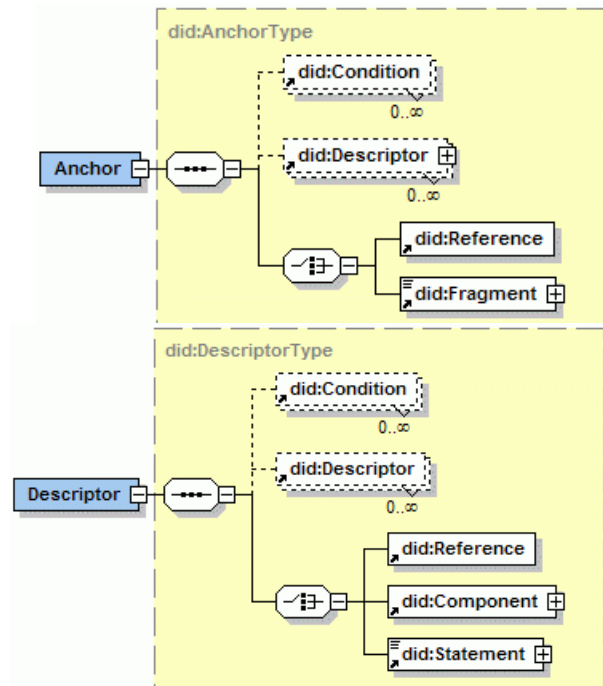 did:AnchorType
did:Condition
0..∞
did:Descriptor
0..∞
Anchor
did:Reference
did:Fragment
did:DescriptorType
did:Condition
0..∞
did:Descriptor
0..∞
Descriptor
did:Reference
did:Component
did:Statement